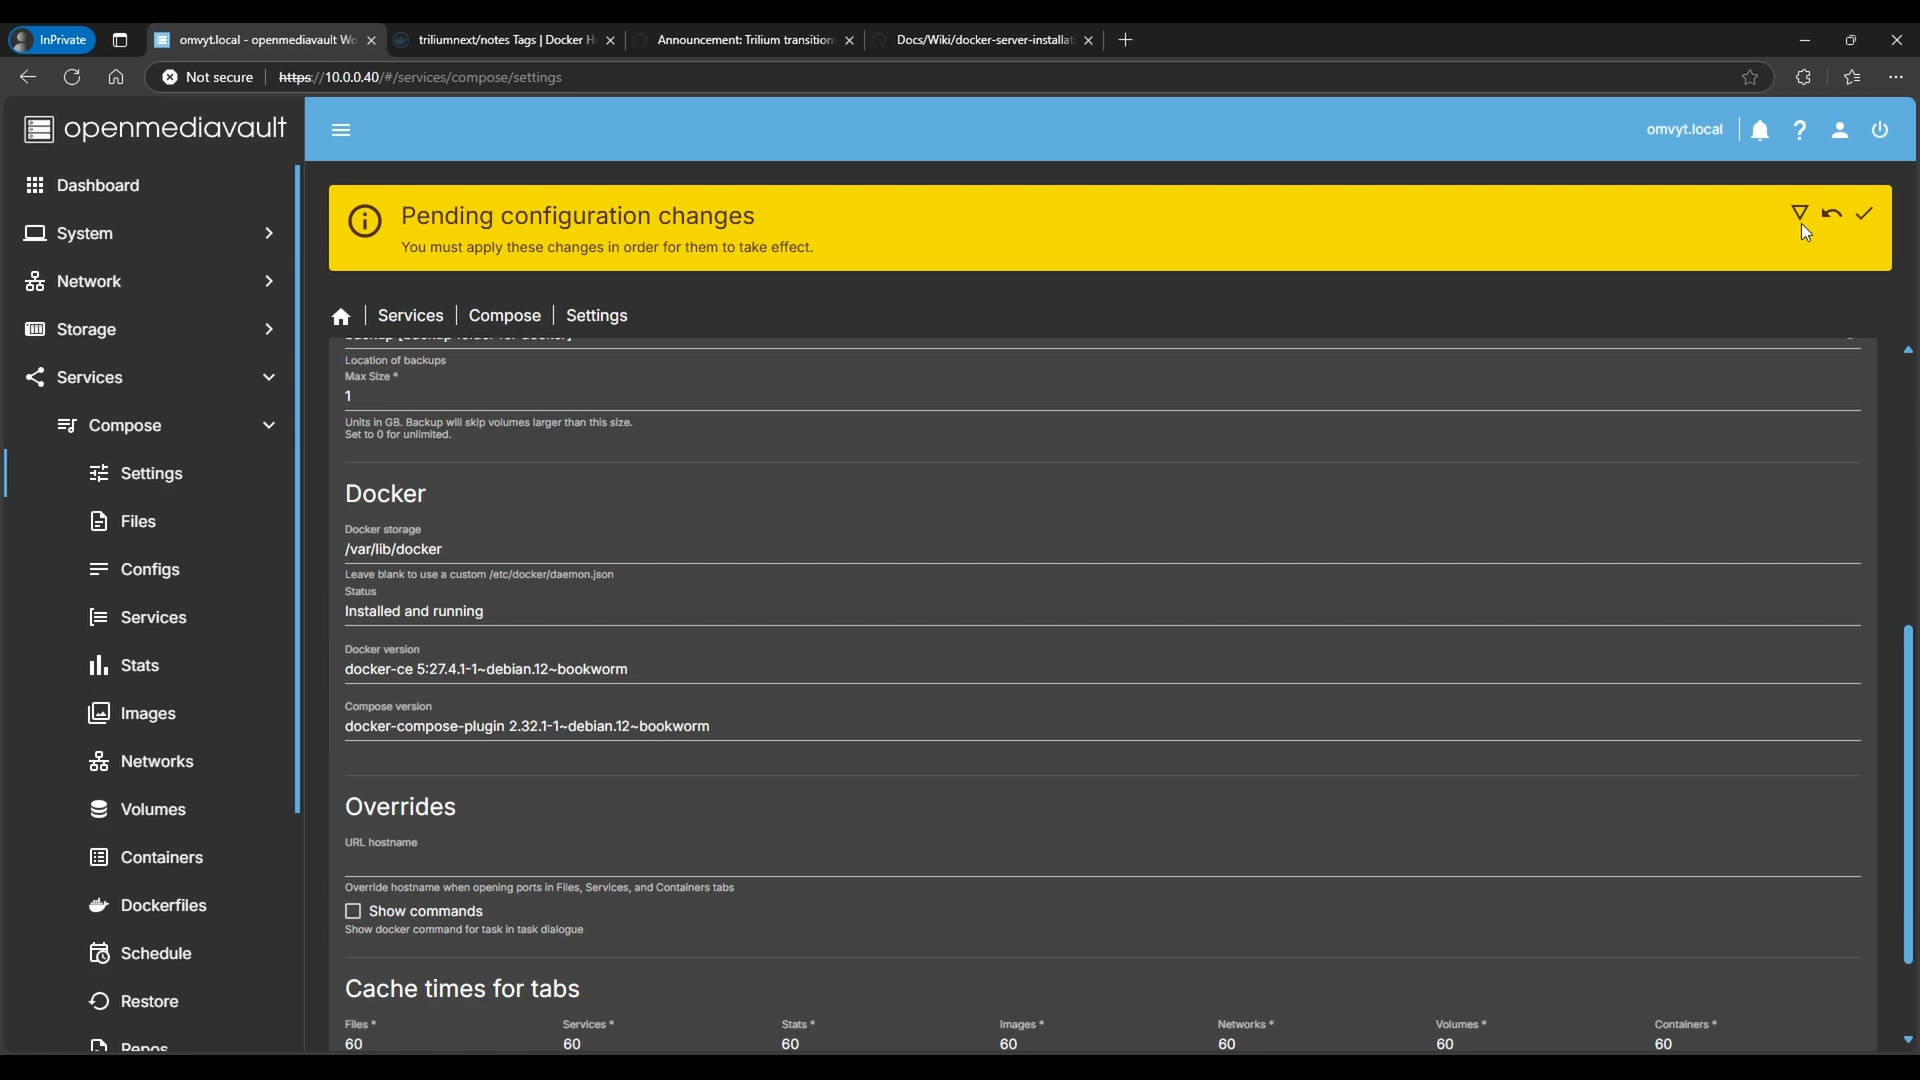 InPrivate
omvyt.local - openmediavault Wo
triliumnext/notes Tags | Docker H
Announcement: Trilium transition
Docs/Wiki/docker-server-installat
Not secure
https://10.0.0.40/#/services/compose/settings
openmediavault
omvyt.local
Dashboard
System
Network
Storage
Services
Compose
Settings
Files
Configs
Services
Stats
Images
Networks
Volumes
Containers
Dockerfiles
Schedule
Restore
Repos
Pending configuration changes
You must apply these changes in order for them to take effect.
Services
Compose
Settings
Location of backups
Max Size *
1
Units in GB. Backup will skip volumes larger than this size.
Set to 0 for unlimited.
Docker
Docker storage
/var/lib/docker
Leave blank to use a custom /etc/docker/daemon.json
Status
Installed and running
Docker version
docker-ce 5:27.4.1-1~debian.12~bookworm
Compose version
docker-compose-plugin 2.32.1-1~debian.12~bookworm
Overrides
URL hostname
Override hostname when opening ports in Files, Services, and Containers tabs
Show commands
Show docker command for task in task dialogue
Cache times for tabs
Files * Services * Stats * Images * Networks * Volumes * Containers *
60 60 60 60 60 60 60